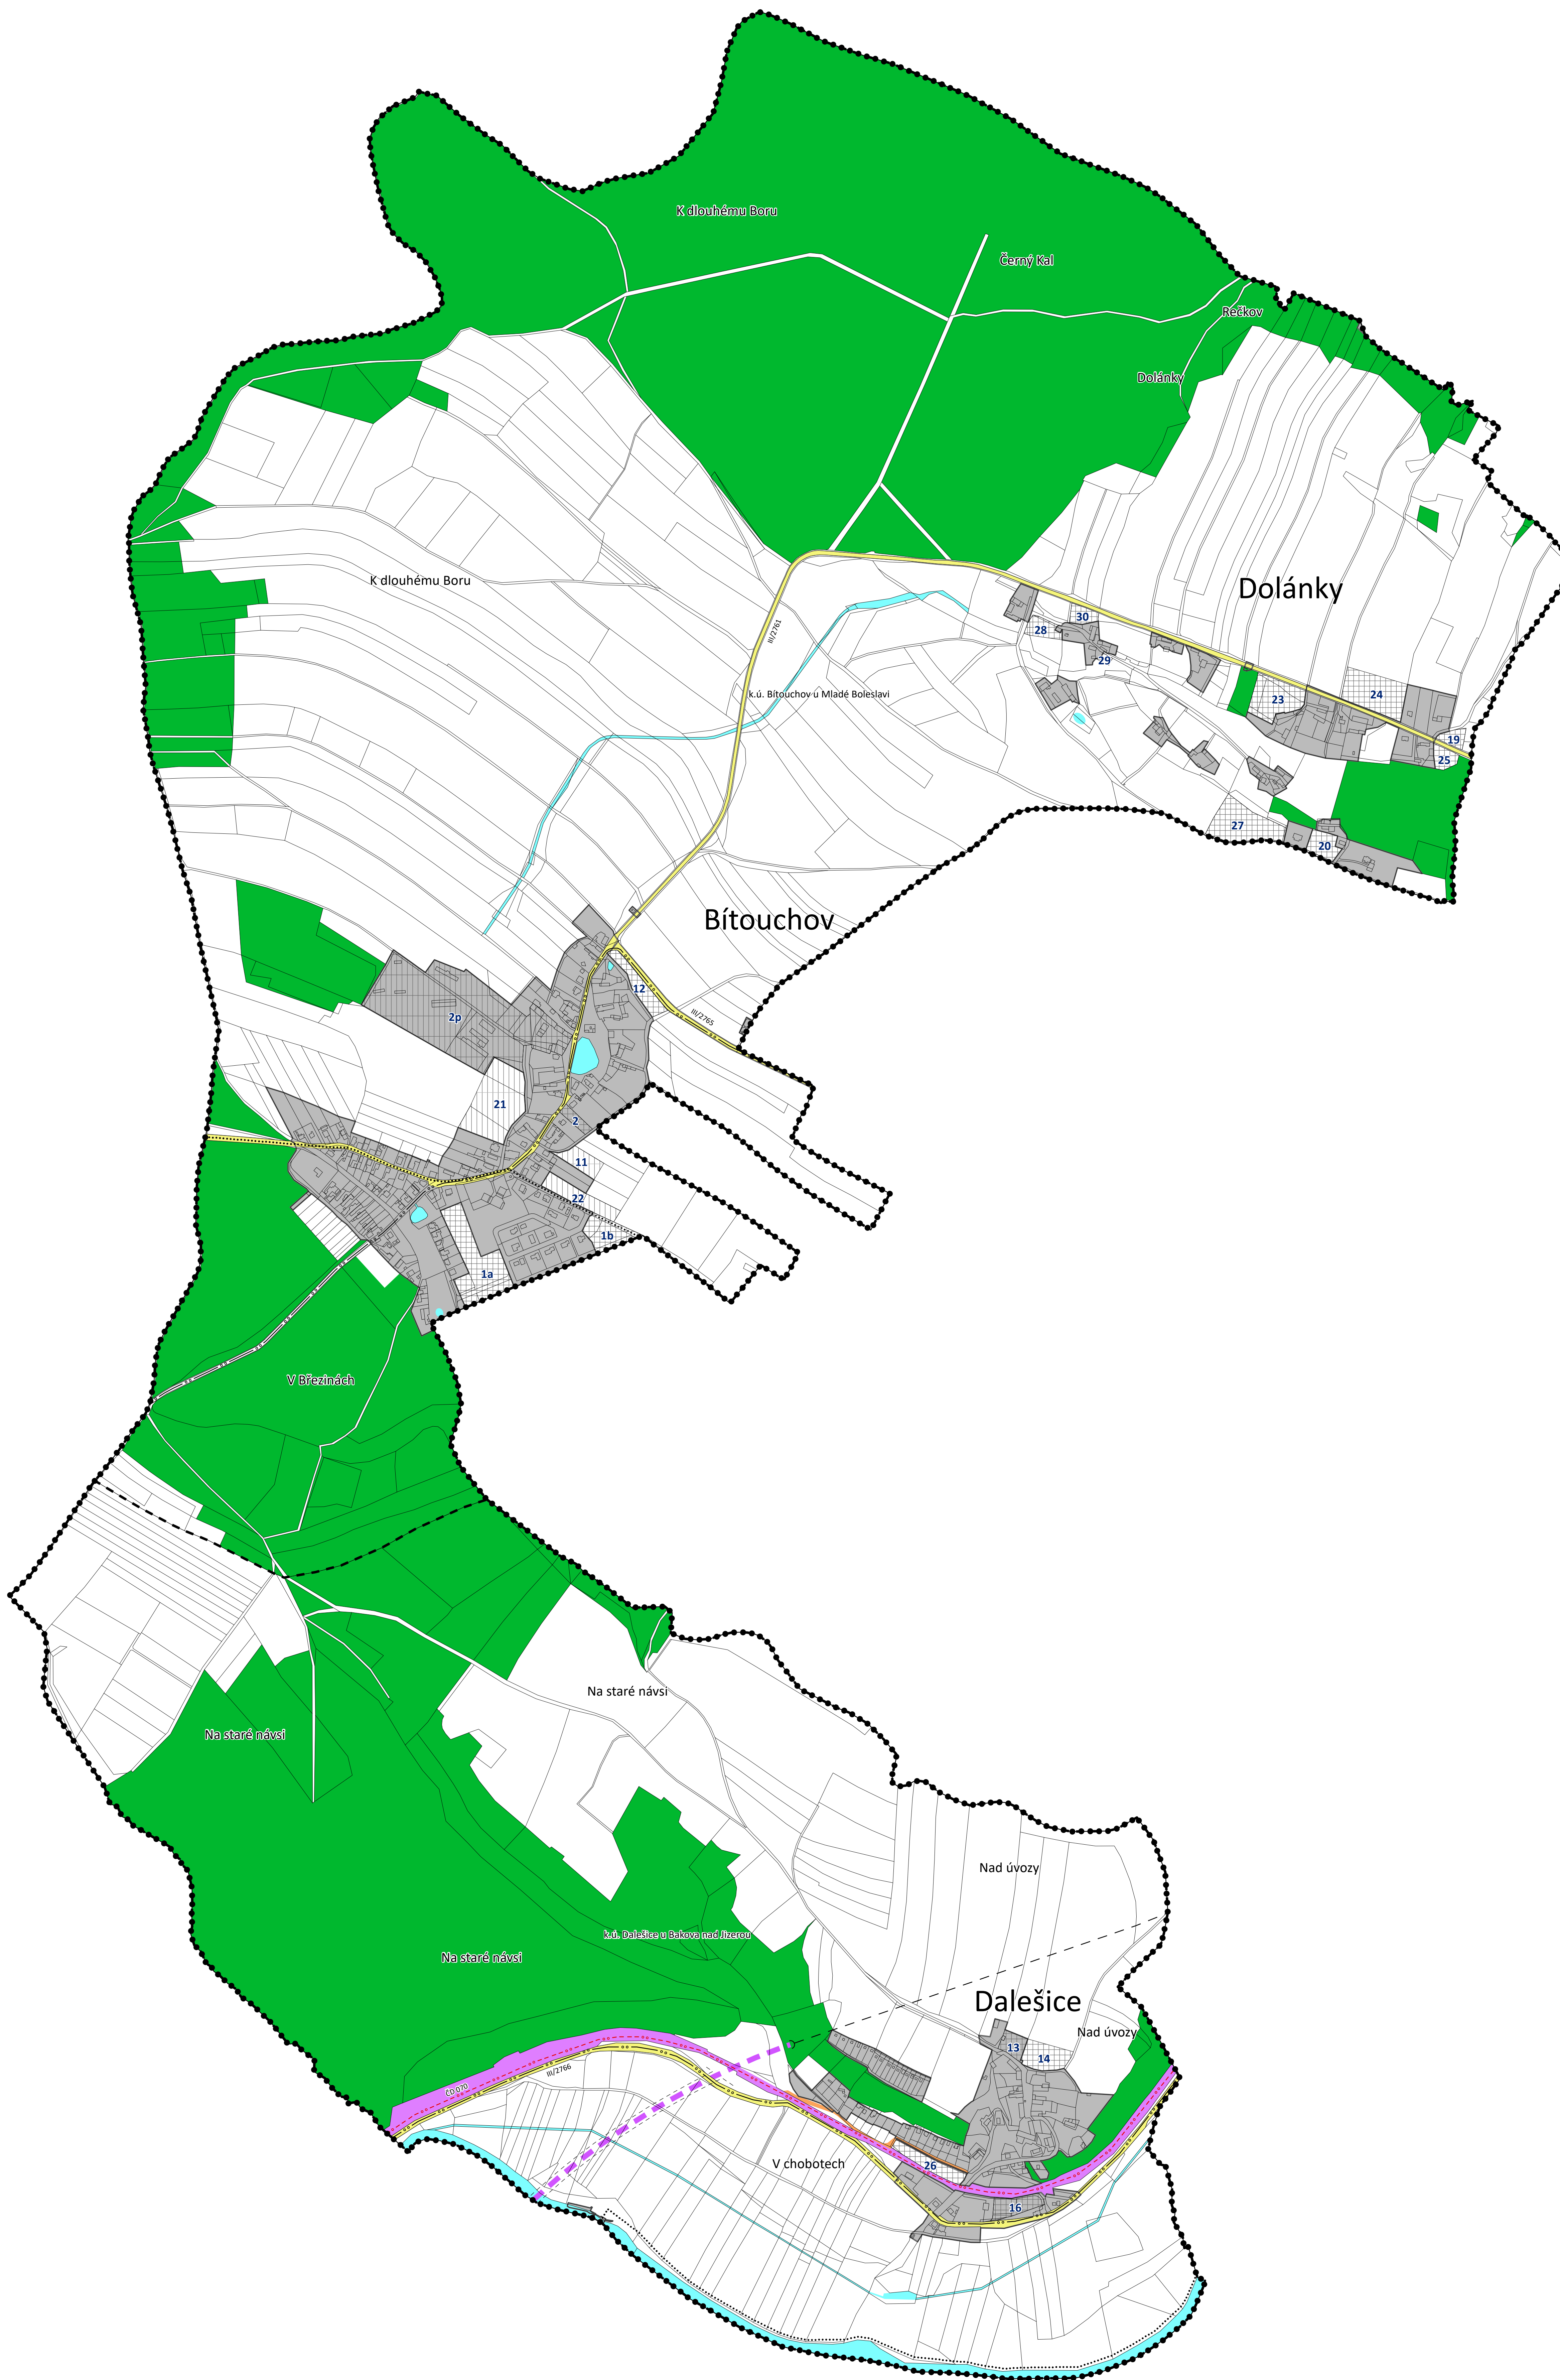 K dlouhému Boru
Černý Kal
Rečkov
Dolánky
K dlouhému Boru
Dolánky
30
28
III/2761
29
k.ú. Bítouchov u Mladé Boleslavi
24
23
19
25
27
20
Bítouchov
12
2p
III/2765
21
2
11
22
1b
1a
V Březinách
Na staré návsi
Na staré návsi
Nad úvozy
k.ú. Dalešice u Bakova nad Jizerou
Na staré návsi
Dalešice
Nad úvozy
13
14
III/2766
ČD 070
V chobotech
26
16